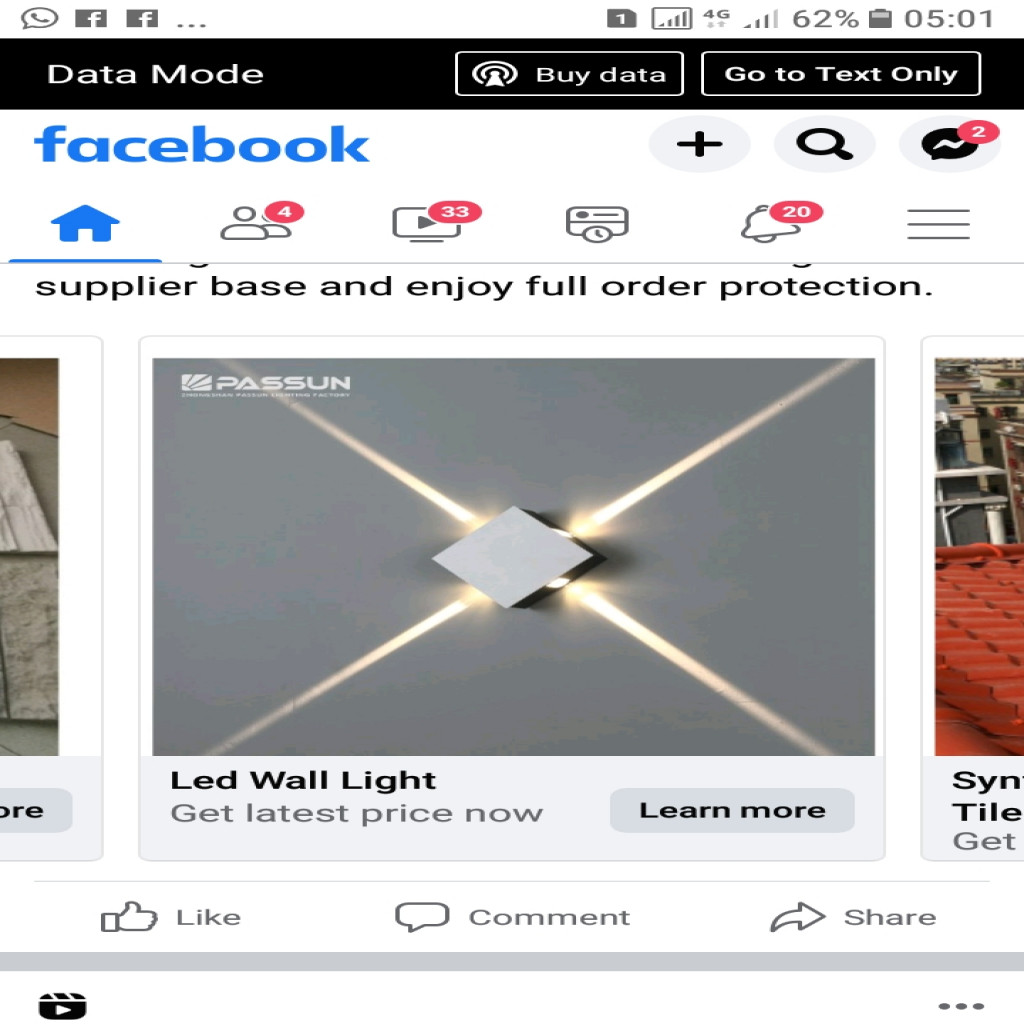 ... 1 4G 62% 05:01
Data Mode Buy data Go to Text Only
facebook 2
4 33 20
supplier base and enjoy full order protection.
PASSUN
ZHONGSHAN PASSUN LIGHTING FACTORY
Led Wall Light
Get latest price now
Learn more
ore
Syn
Tile
Get
Like Comment Share